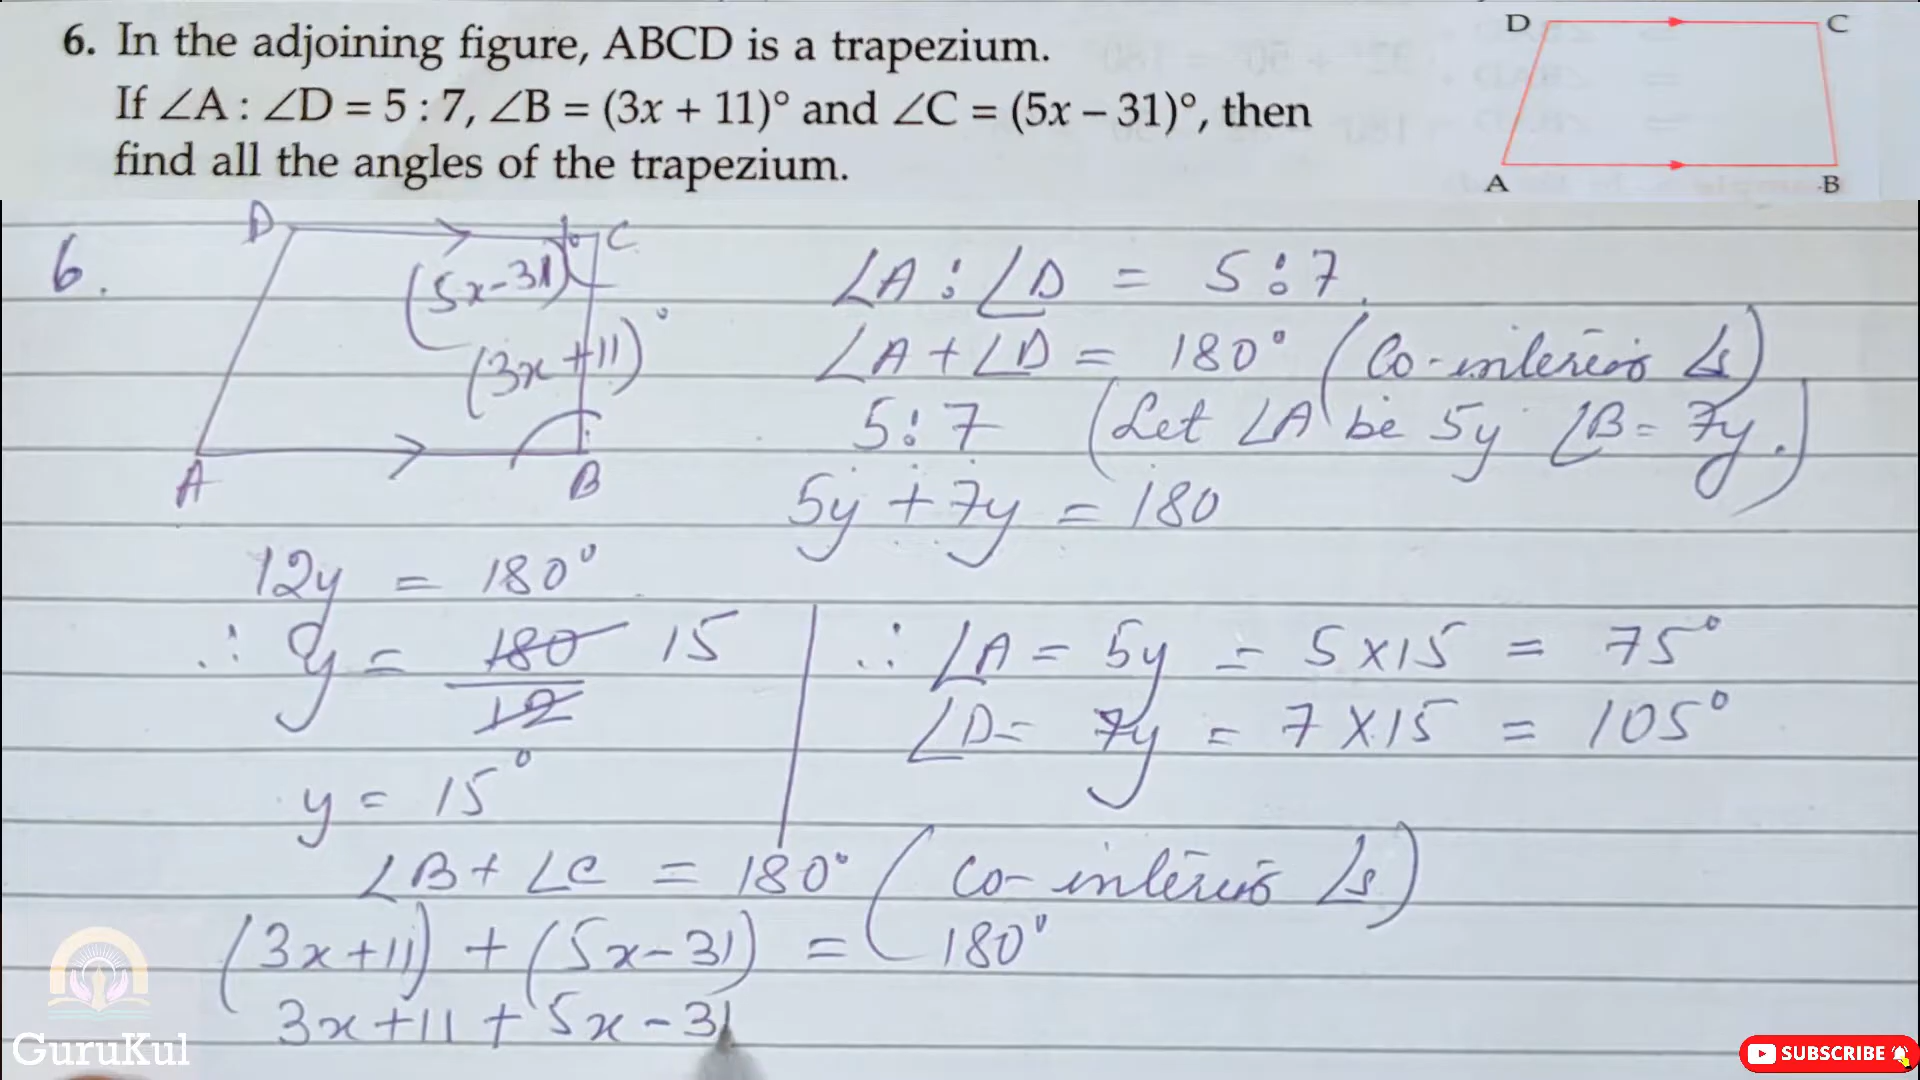 6. In the adjoining figure, ABCD is a trapezium.
If ∠A : ∠D = 5 : 7, ∠B = (3x + 11)° and ∠C = (5x – 31)°, then
find all the angles of the trapezium.
D C
A B
6.
D C
(5x-31)°
(3x+11)°
A B
∠A : ∠D = 5 : 7.
∠A + ∠D = 180° (Co-interior ∠s)
5 : 7 (Let ∠A be 5y ∠B = 7y.)
5y + 7y = 180
12y = 180°
∴ y = 180/12 15
y = 15°
∴ ∠A = 5y = 5 × 15 = 75°
∠D = 7y = 7 × 15 = 105°
∠B + ∠C = 180° (Co-interior ∠s)
(3x+11) + (5x-31) = 180°
3x+11 + 5x-31
GuruKul
SUBSCRIBE